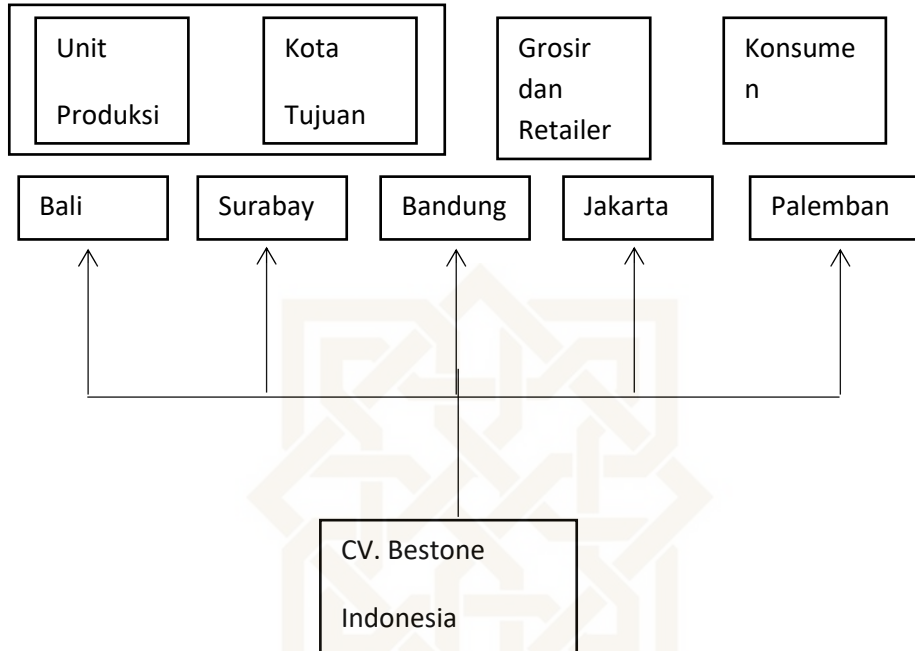 Unit
Produksi
Kota
Tujuan
Grosir
dan
Retailer
Konsume
n
Bali
Surabay
Bandung
Jakarta
Palemban
CV. Bestone
Indonesia